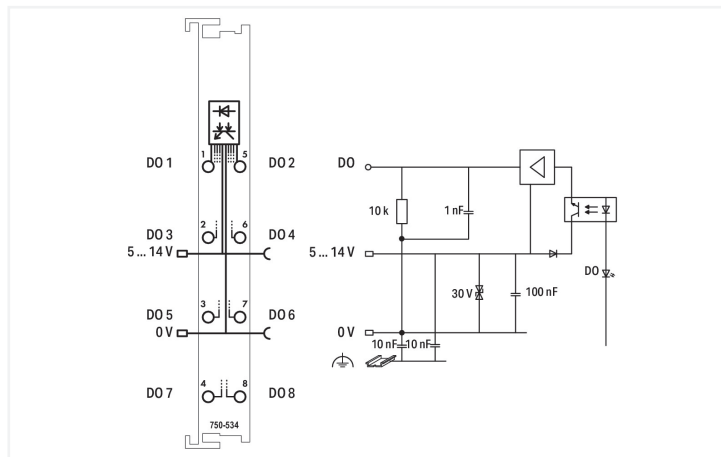 1 5
DO 1 DO 2 DO
10 k 1 nF
2 6
DO 3 DO 4
5 ... 14 V 5 ... 14 V
DO
30 V 100 nF
3 7
DO 5 DO 6
0 V 0 V
10 nF 10 nF
4 8
DO 7 DO 8
750-534